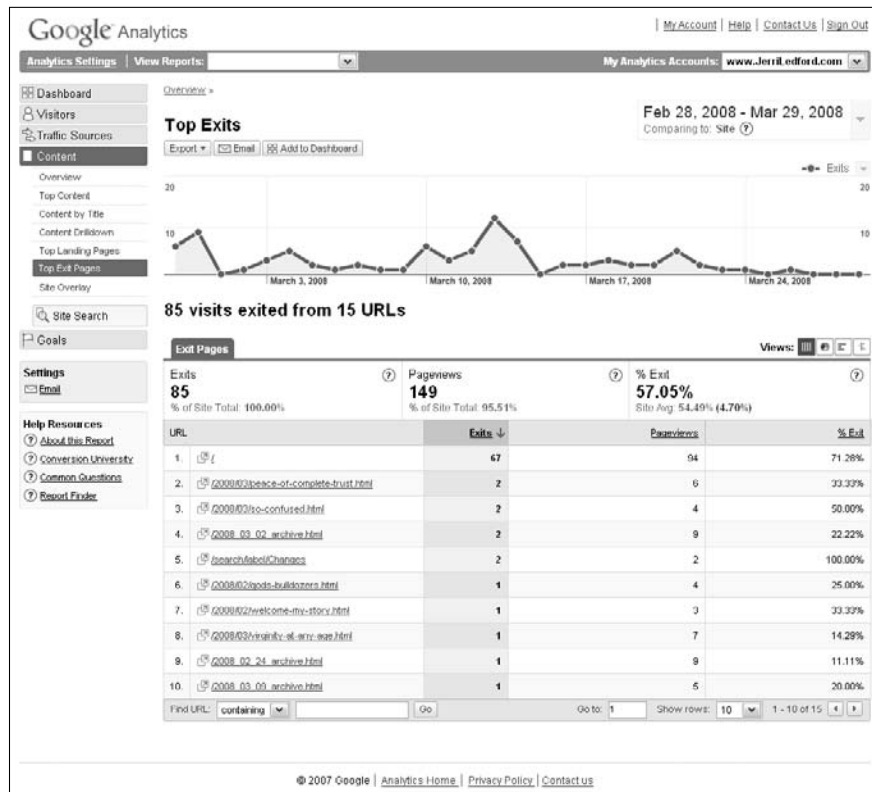 Google Analytics
My Account | Help | Contact Us | Sign Out
Analytics Settings | View Reports:
My Analytics Accounts: www.JerriLedford.com
Dashboard
Visitors
Traffic Sources
Content
Overview
Top Content
Content by Title
Content Drilldown
Top Landing Pages
Top Exit Pages
Site Overlay
Site Search
Goals
Settings
Email
Help Resources
About this Report
Conversion University
Common Questions
Report Finder
Overview »
Top Exits
Feb 28, 2008 - Mar 29, 2008
Comparing to: Site
Export Email Add to Dashboard
Exits
20 20
10 10
March 3, 2008 March 10, 2008 March 17, 2008 March 24, 2008
85 visits exited from 15 URLs
Exit Pages Views:
Exits
85
% of Site Total: 100.00%
Pageviews
149
% of Site Total: 95.51%
% Exit
57.05%
Site Avg: 54.49% (4.70%)
URL Exits ↓ Pageviews % Exit
1. / 67 94 71.28%
2. /2008/03/peace-of-complete-trust.html 2 6 33.33%
3. /2008/03/so-confused.html 2 4 50.00%
4. /2008_03_02_archive.html 2 9 22.22%
5. /search/label/Changes 2 2 100.00%
6. /2008/02/gods-bulldozers.html 1 4 25.00%
7. /2008/02/welcome-my-story.html 1 3 33.33%
8. /2008/03/virginity-at-any-age.html 1 7 14.29%
9. /2008_02_24_archive.html 1 9 11.11%
10. /2008_03_09_archive.html 1 5 20.00%
Find URL: containing Go Go to: 1 Show rows: 10 1 - 10 of 15
© 2007 Google | Analytics Home | Privacy Policy | Contact us